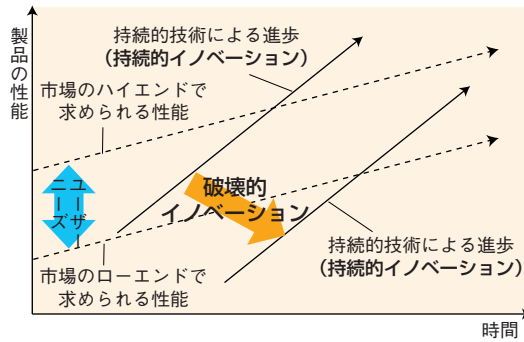 製品の性能
持続的技術による進歩
（持続的イノベーション）
市場のハイエンドで
求められる性能
ユーザー
ニーズ
破壊的
イノベーション
市場のローエンドで
求められる性能
持続的技術による進歩
（持続的イノベーション）
時間